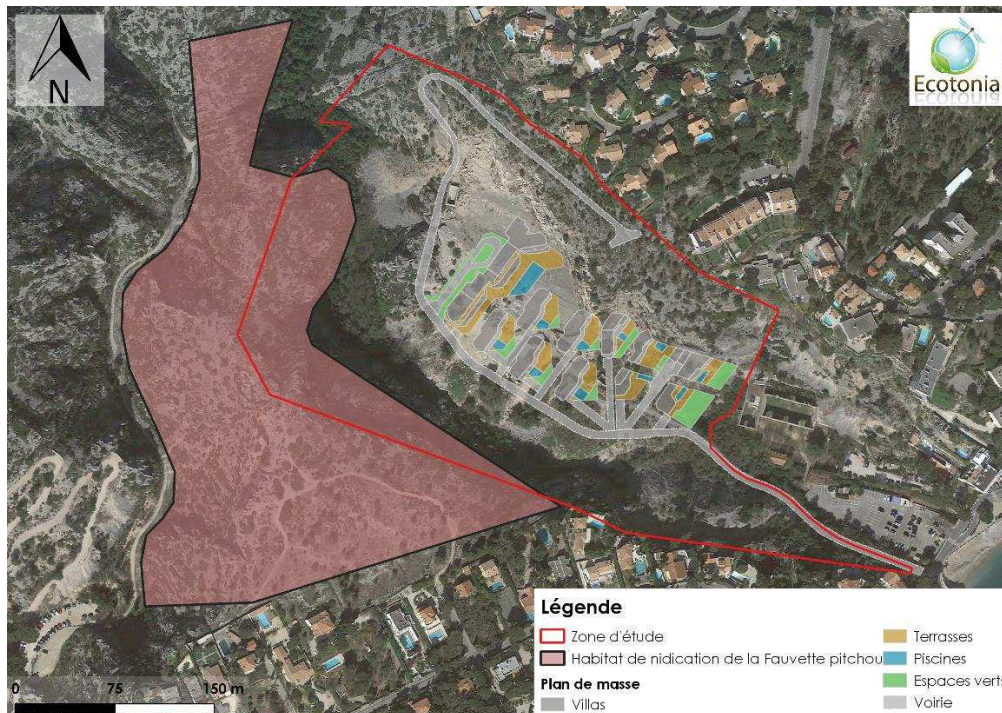 N
Ecotonia
0 75 150 m
Légende
Zone d'étude
Habitat de nidication de la Fauvette pitchou
Plan de masse
Villas
Terrasses
Piscines
Espaces verts
Voirie